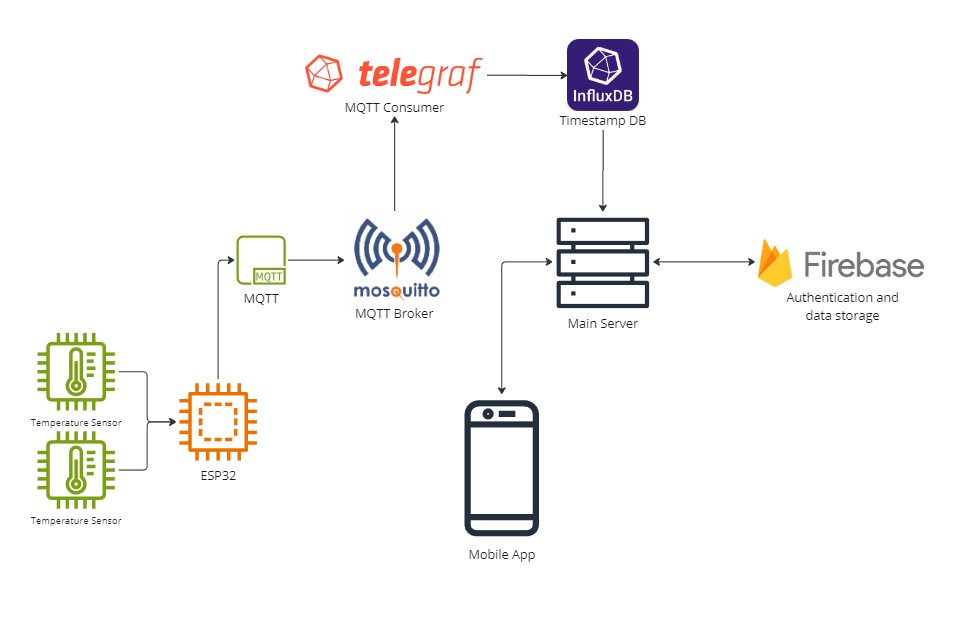 telegraf
MQTT Consumer
InfluxDB
Timestamp DB
MQTT
MQTT
mosquitto
MQTT Broker
Main Server
Firebase
Authentication and
data storage
Temperature Sensor
ESP32
Temperature Sensor
Mobile App